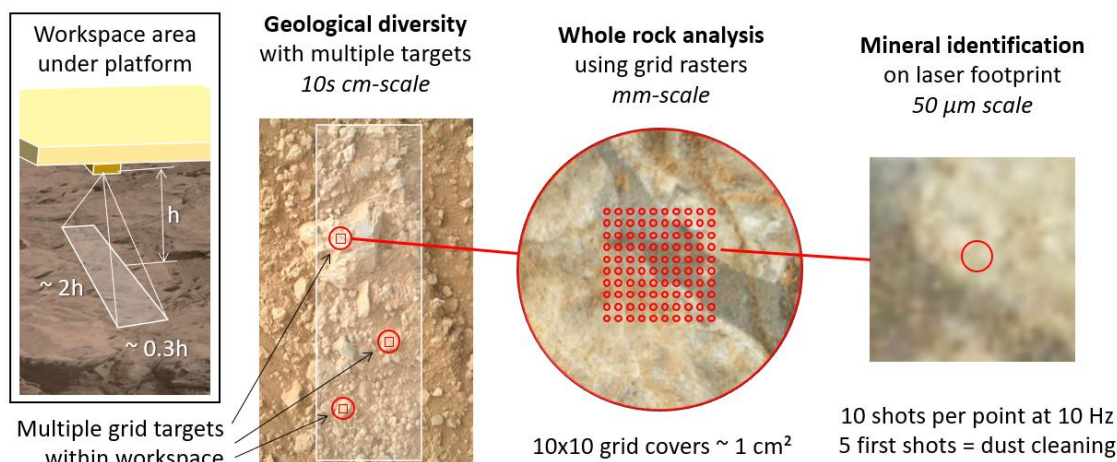 Workspace area
under platform
h
~ 2h
~ 0.3h
Multiple grid targets
within workspace
Geological diversity
with multiple targets
10s cm-scale
Whole rock analysis
using grid rasters
mm-scale
10x10 grid covers ~ 1 cm²
Mineral identification
on laser footprint
50 µm scale
10 shots per point at 10 Hz
5 first shots = dust cleaning